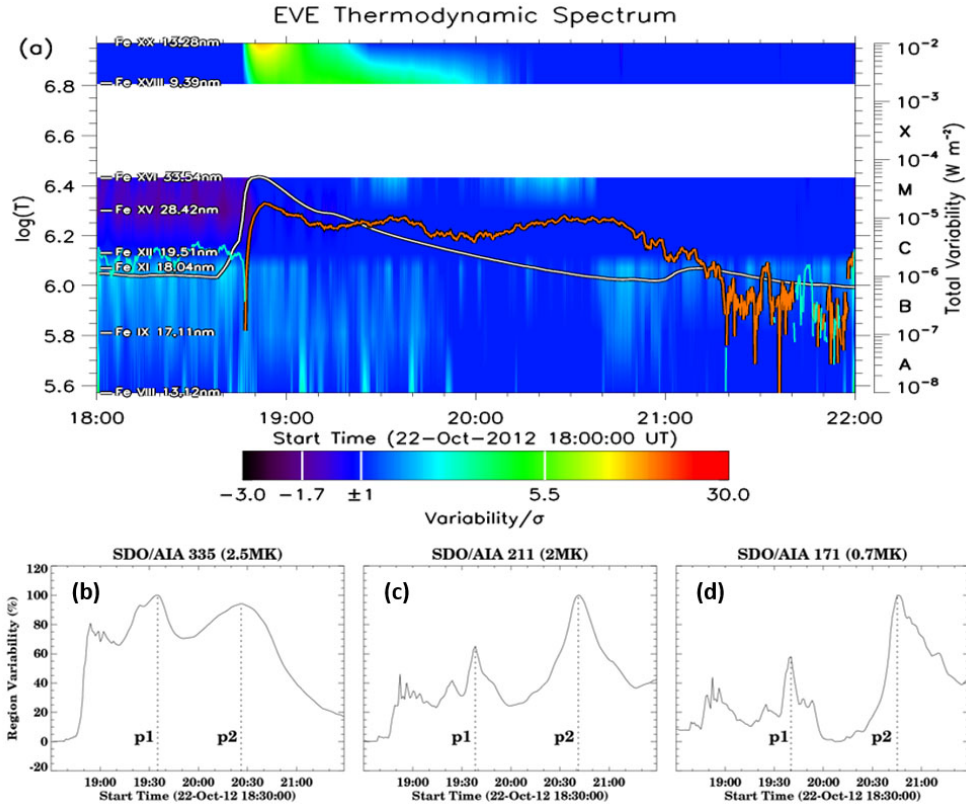 EVE Thermodynamic Spectrum
(a)
Fe XX 13.28nm
Fe XVIII 9.39nm
Fe XVI 33.54nm
Fe XV 28.42nm
Fe XII 19.51nm
Fe XI 18.04nm
Fe IX 17.11nm
Fe VIII 13.12nm
6.8
6.6
6.4
6.2
6.0
5.8
5.6
log(T)
10⁻²
10⁻³
10⁻⁴
10⁻⁵
10⁻⁶
10⁻⁷
10⁻⁸
X
M
C
B
A
Total Variability (W m⁻²)
18:00 19:00 20:00 21:00 22:00
Start Time (22-Oct-2012 18:00:00 UT)
-3.0 -1.7 ±1 5.5 30.0
Variability/σ
SDO/AIA 335 (2.5MK)
(b)
120
100
80
60
40
20
0
-20
Region Variability (%)
p1 p2
19:00 19:30 20:00 20:30 21:00
Start Time (22-Oct-12 18:30:00)
SDO/AIA 211 (2MK)
(c)
p1 p2
19:00 19:30 20:00 20:30 21:00
Start Time (22-Oct-12 18:30:00)
SDO/AIA 171 (0.7MK)
(d)
p1 p2
19:00 19:30 20:00 20:30 21:00
Start Time (22-Oct-12 18:30:00)